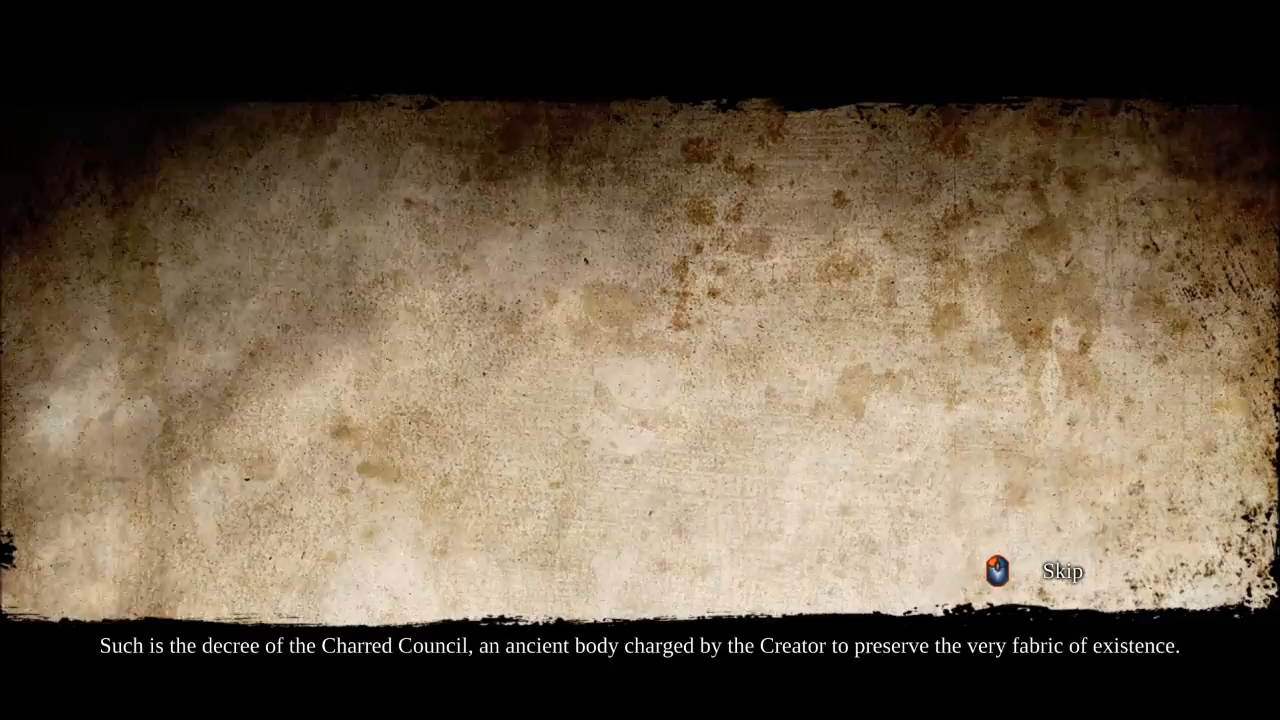 Skip
Such is the decree of the Charred Council, an ancient body charged by the Creator to preserve the very fabric of existence.